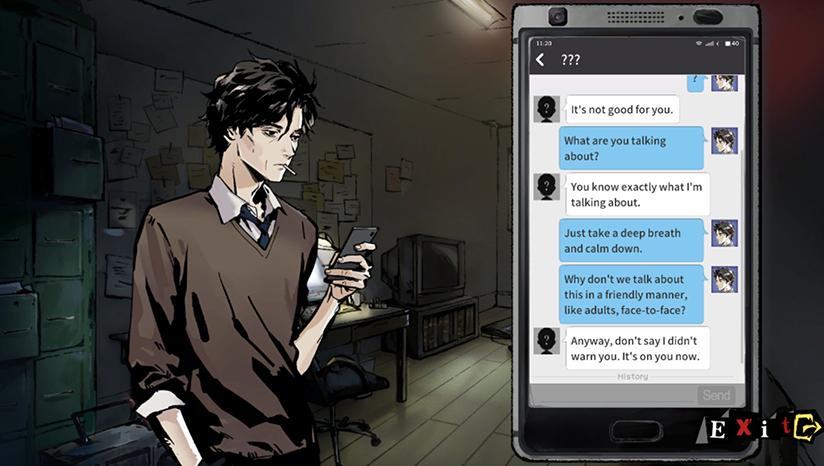 11:20
40
???
?
It's not good for you.
What are you talking
about?
You know exactly what I'm
talking about.
Just take a deep breath
and calm down.
Why don't we talk about
this in a friendly manner,
like adults, face-to-face?
Anyway, don't say I didn't
warn you. It's on you now.
History
Send
EXit